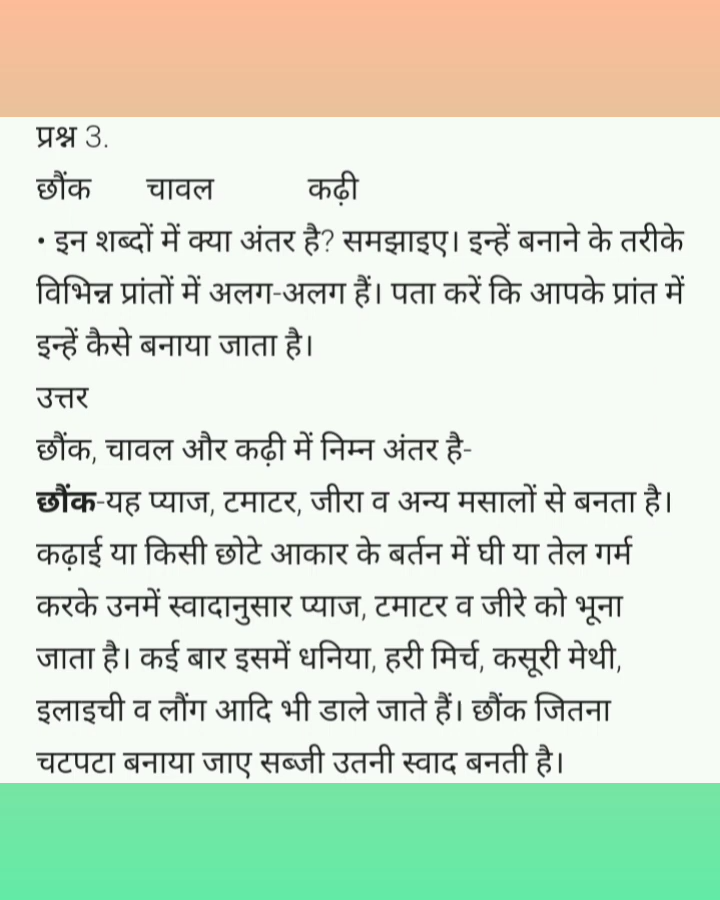 प्रश्न 3.
छौंक चावल कढ़ी
• इन शब्दों में क्या अंतर है? समझाइए। इन्हें बनाने के तरीके
विभिन्न प्रांतों में अलग-अलग हैं। पता करें कि आपके प्रांत में
इन्हें कैसे बनाया जाता है।
उत्तर
छौंक, चावल और कढ़ी में निम्न अंतर है-
छौंक-यह प्याज, टमाटर, जीरा व अन्य मसालों से बनता है।
कढ़ाई या किसी छोटे आकार के बर्तन में घी या तेल गर्म
करके उनमें स्वादानुसार प्याज, टमाटर व जीरे को भूना
जाता है। कई बार इसमें धनिया, हरी मिर्च, कसूरी मेथी,
इलाइची व लौंग आदि भी डाले जाते हैं। छौंक जितना
चटपटा बनाया जाए सब्जी उतनी स्वाद बनती है।